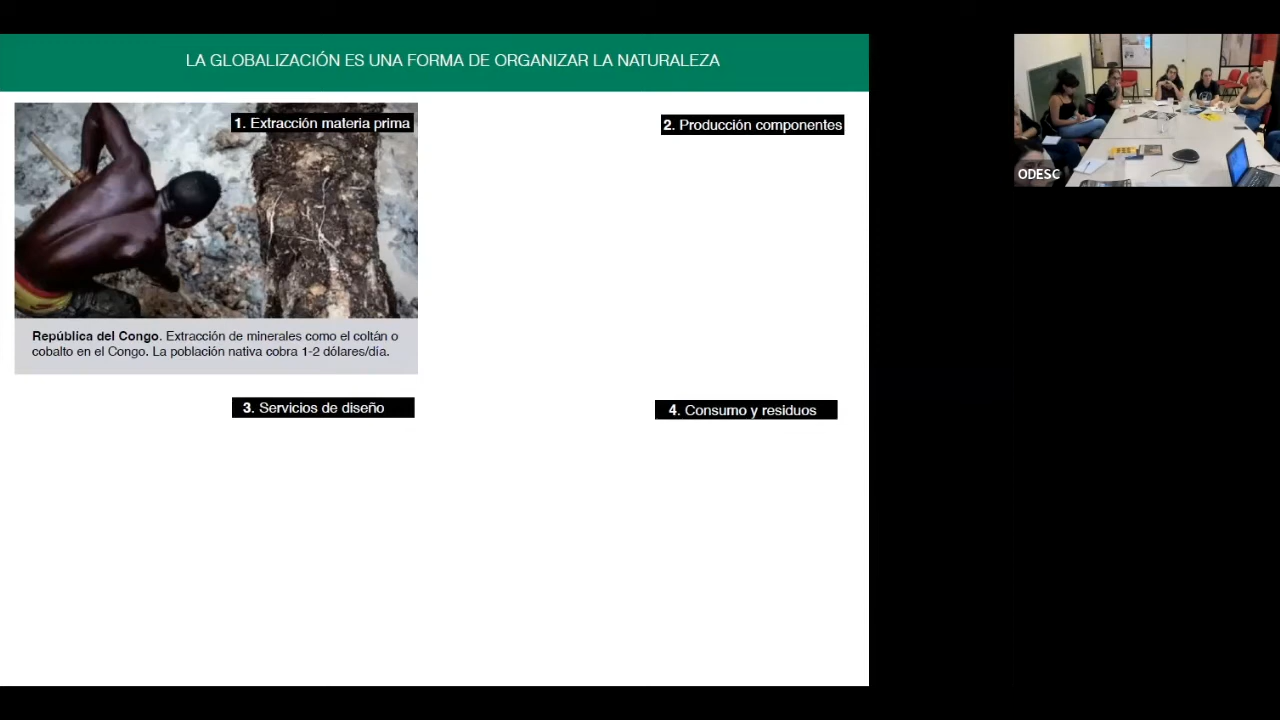 LA GLOBALIZACIÓN ES UNA FORMA DE ORGANIZAR LA NATURALEZA
1. Extracción materia prima
2. Producción componentes
República del Congo. Extracción de minerales como el coltán o
cobalto en el Congo. La población nativa cobra 1-2 dólares/día.
3. Servicios de diseño
4. Consumo y residuos
ODESC